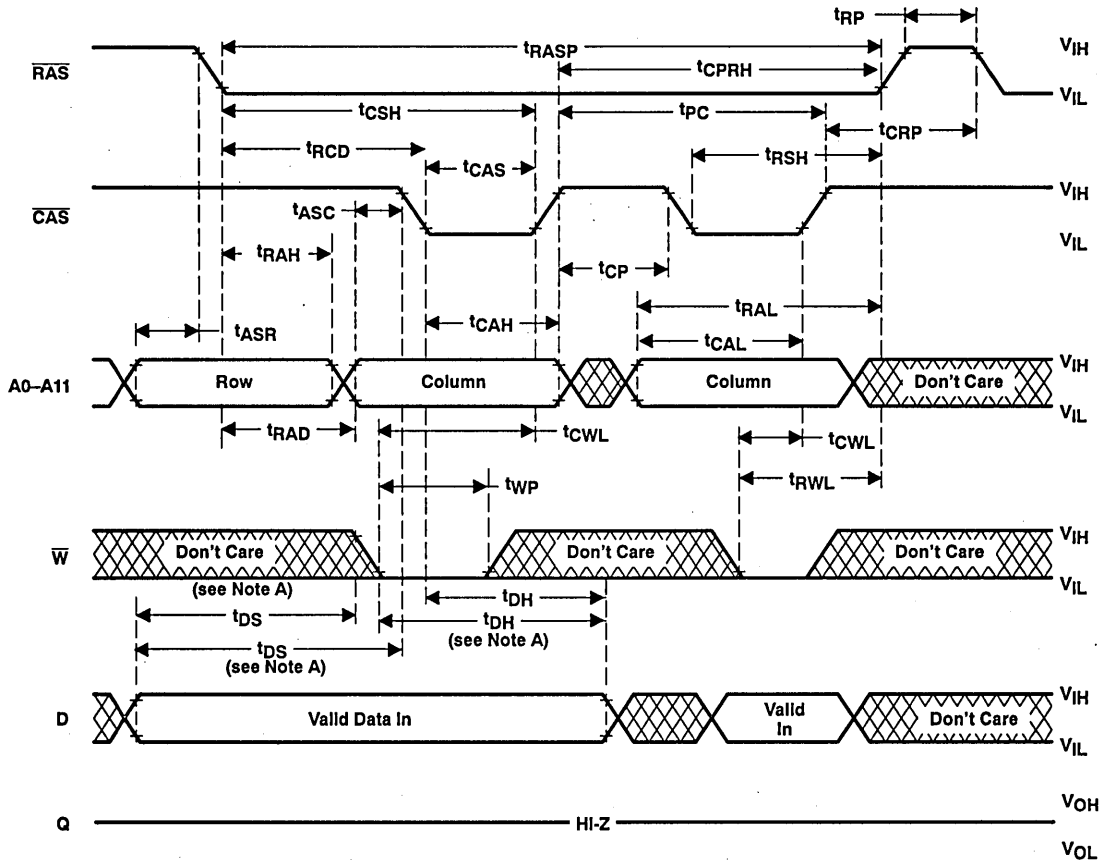 tRP
tRASP
VIH
RAS
tCPRH
VIL
tCSH
tPC
tCRP
tRCD
tRSH
tCAS
VIH
CAS
tASC
VIL
tRAH
tCP
tRAL
tCAH
tASR
tCAL
VIH
A0–A11
Row
Column
Column
Don't Care
VIL
tRAD
tCWL
tCWL
tWP
tRWL
VIH
W
Don't Care
Don't Care
Don't Care
VIL
(see Note A)
tDH
tDS
tDH
(see Note A)
tDS
(see Note A)
VIH
D
Valid Data In
Valid
In
Don't Care
VIL
VOH
Q
HI-Z
VOL